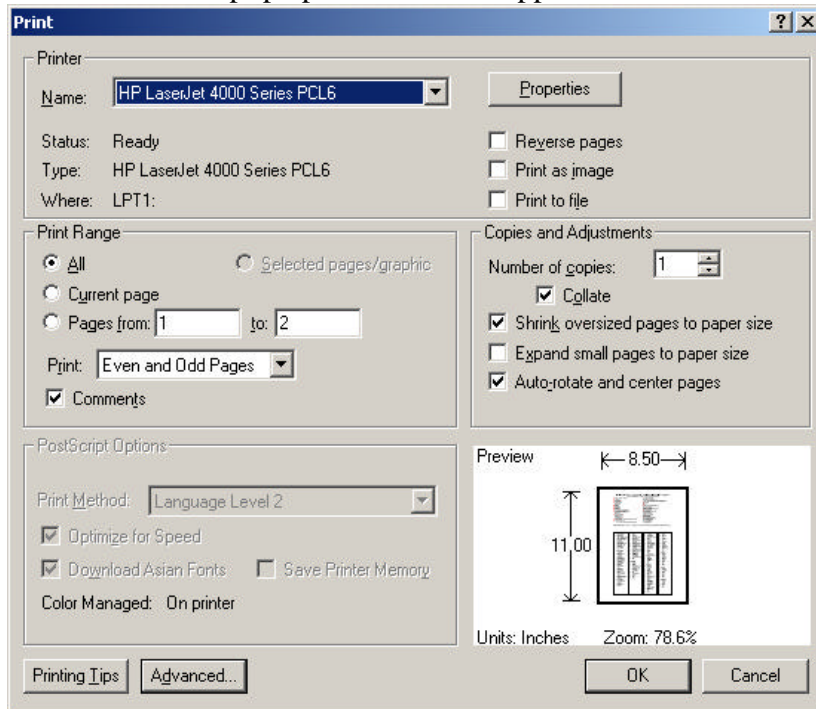 Print
Printer
Name: HP LaserJet 4000 Series PCL6
Properties
Status: Ready
Type: HP LaserJet 4000 Series PCL6
Where: LPT1:
Reverse pages
Print as image
Print to file
Print Range
All
Selected pages/graphic
Current page
Pages from: 1 to: 2
Print: Even and Odd Pages
Comments
Copies and Adjustments
Number of copies: 1
Collate
Shrink oversized pages to paper size
Expand small pages to paper size
Auto-rotate and center pages
PostScript Options
Print Method: Language Level 2
Optimize for Speed
Download Asian Fonts Save Printer Memory
Color Managed: On printer
Preview
8.50
11.00
Units: Inches Zoom: 78.6%
Printing Tips
Advanced...
OK
Cancel